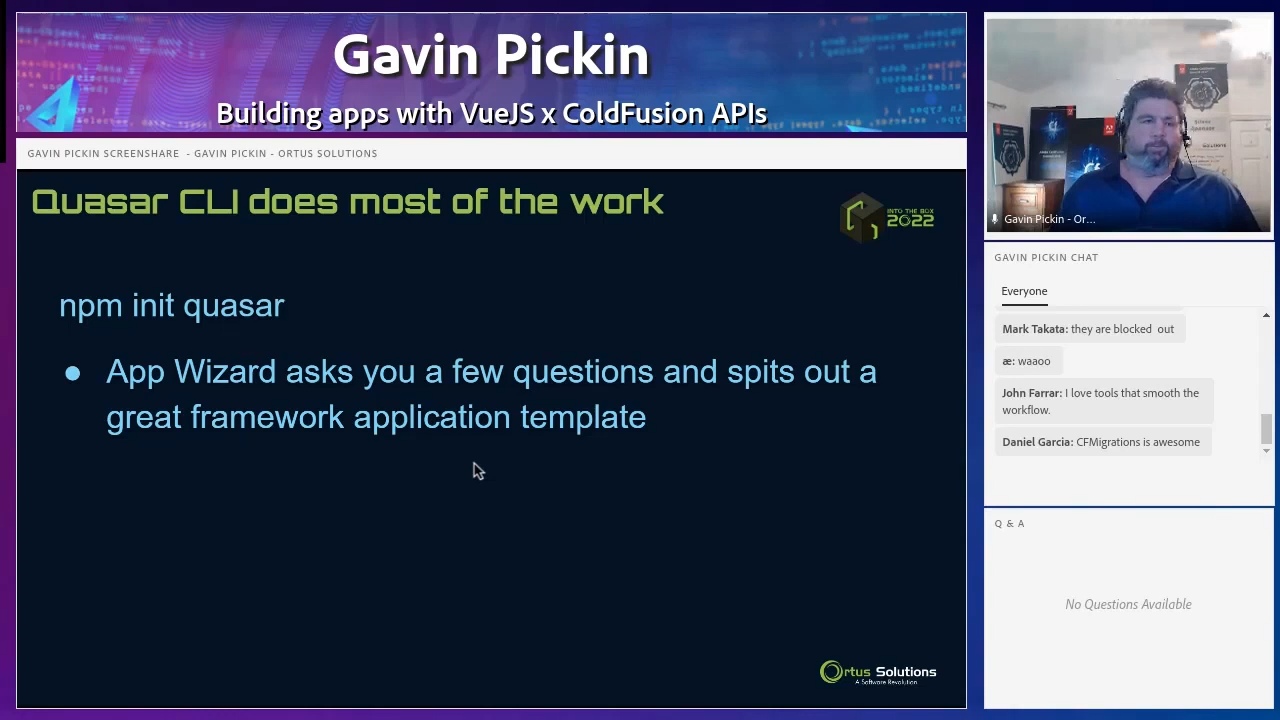 Gavin Pickin
Building apps with VueJS x ColdFusion APIs
GAVIN PICKIN SCREENSHARE - GAVIN PICKIN - ORTUS SOLUTIONS
Quasar CLI does most of the work
INTO THE BOX
2022
npm init quasar
● App Wizard asks you a few questions and spits out a
great framework application template
Ortus Solutions
A Software Revolution
Gavin Pickin - Or...
GAVIN PICKIN CHAT
Everyone
Mark Takata: they are blocked out
æ: waaoo
John Farrar: I love tools that smooth the
workflow.
Daniel Garcia: CFMigrations is awesome
Q & A
No Questions Available